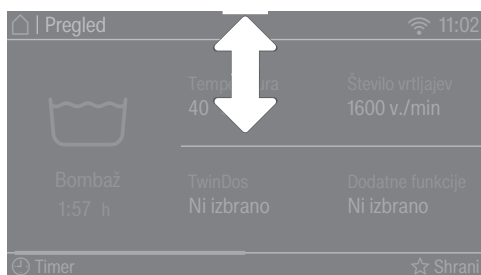 | Pregled 11:02
Temperatura Število vrtljajev
40 1600 v./min
Bombaž TwinDos Dodatne funkcije
1:57 h Ni izbrano Ni izbrano
Timer Shrani